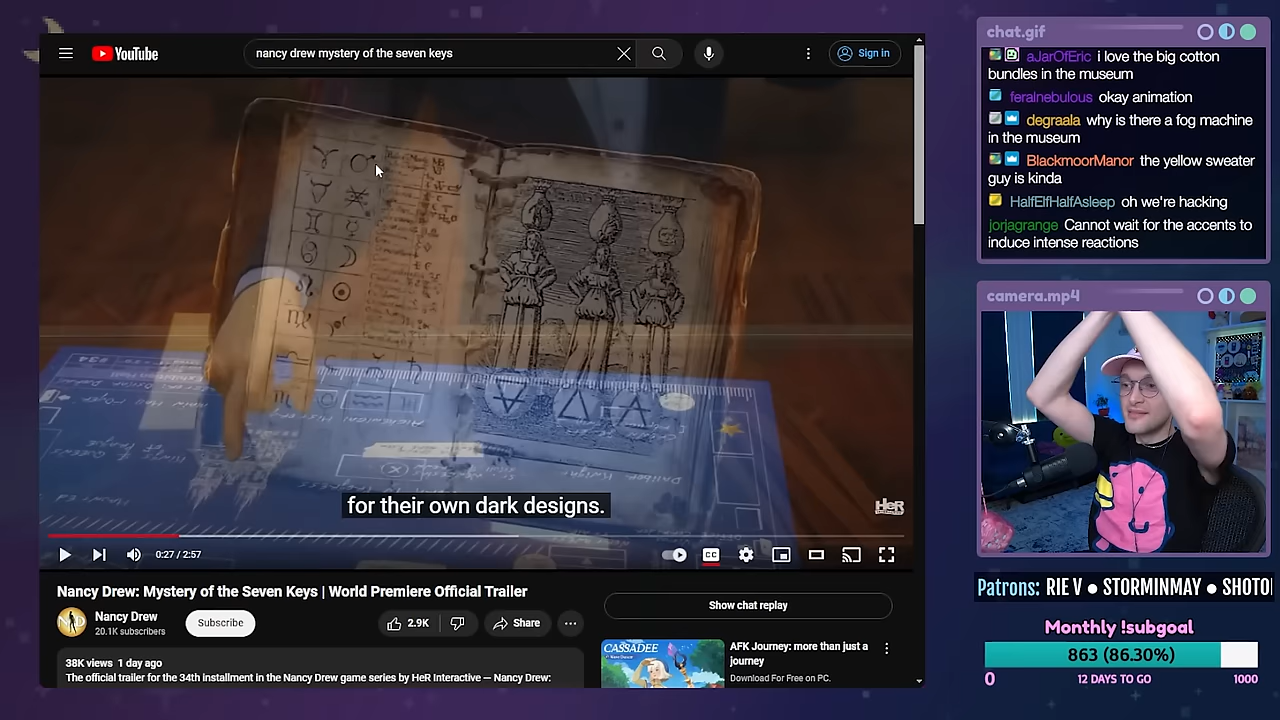 YouTube
nancy drew mystery of the seven keys
Sign in
for their own dark designs.
HeR
0:27 / 2:57
CC
Nancy Drew: Mystery of the Seven Keys | World Premiere Official Trailer
Nancy Drew
20.1K subscribers
Subscribe
2.9K
Share
38K views 1 day ago
The official trailer for the 34th installment in the Nancy Drew game series by HeR Interactive — Nancy Drew:
Show chat replay
CASSADEE
AFK Journey: more than just a
journey
Download For Free on PC.
chat.gif
aJarOfEric i love the big cotton
bundles in the museum
feralnebulous okay animation
degraala why is there a fog machine
in the museum
BlackmoorManor the yellow sweater
guy is kinda
HalfElfHalfAsleep oh we're hacking
jorjagrange Cannot wait for the accents to
induce intense reactions
camera.mp4
Patrons: RIE V ● STORMINMAY ● SHOTO
Monthly !subgoal
863 (86.30%)
0 12 DAYS TO GO 1000